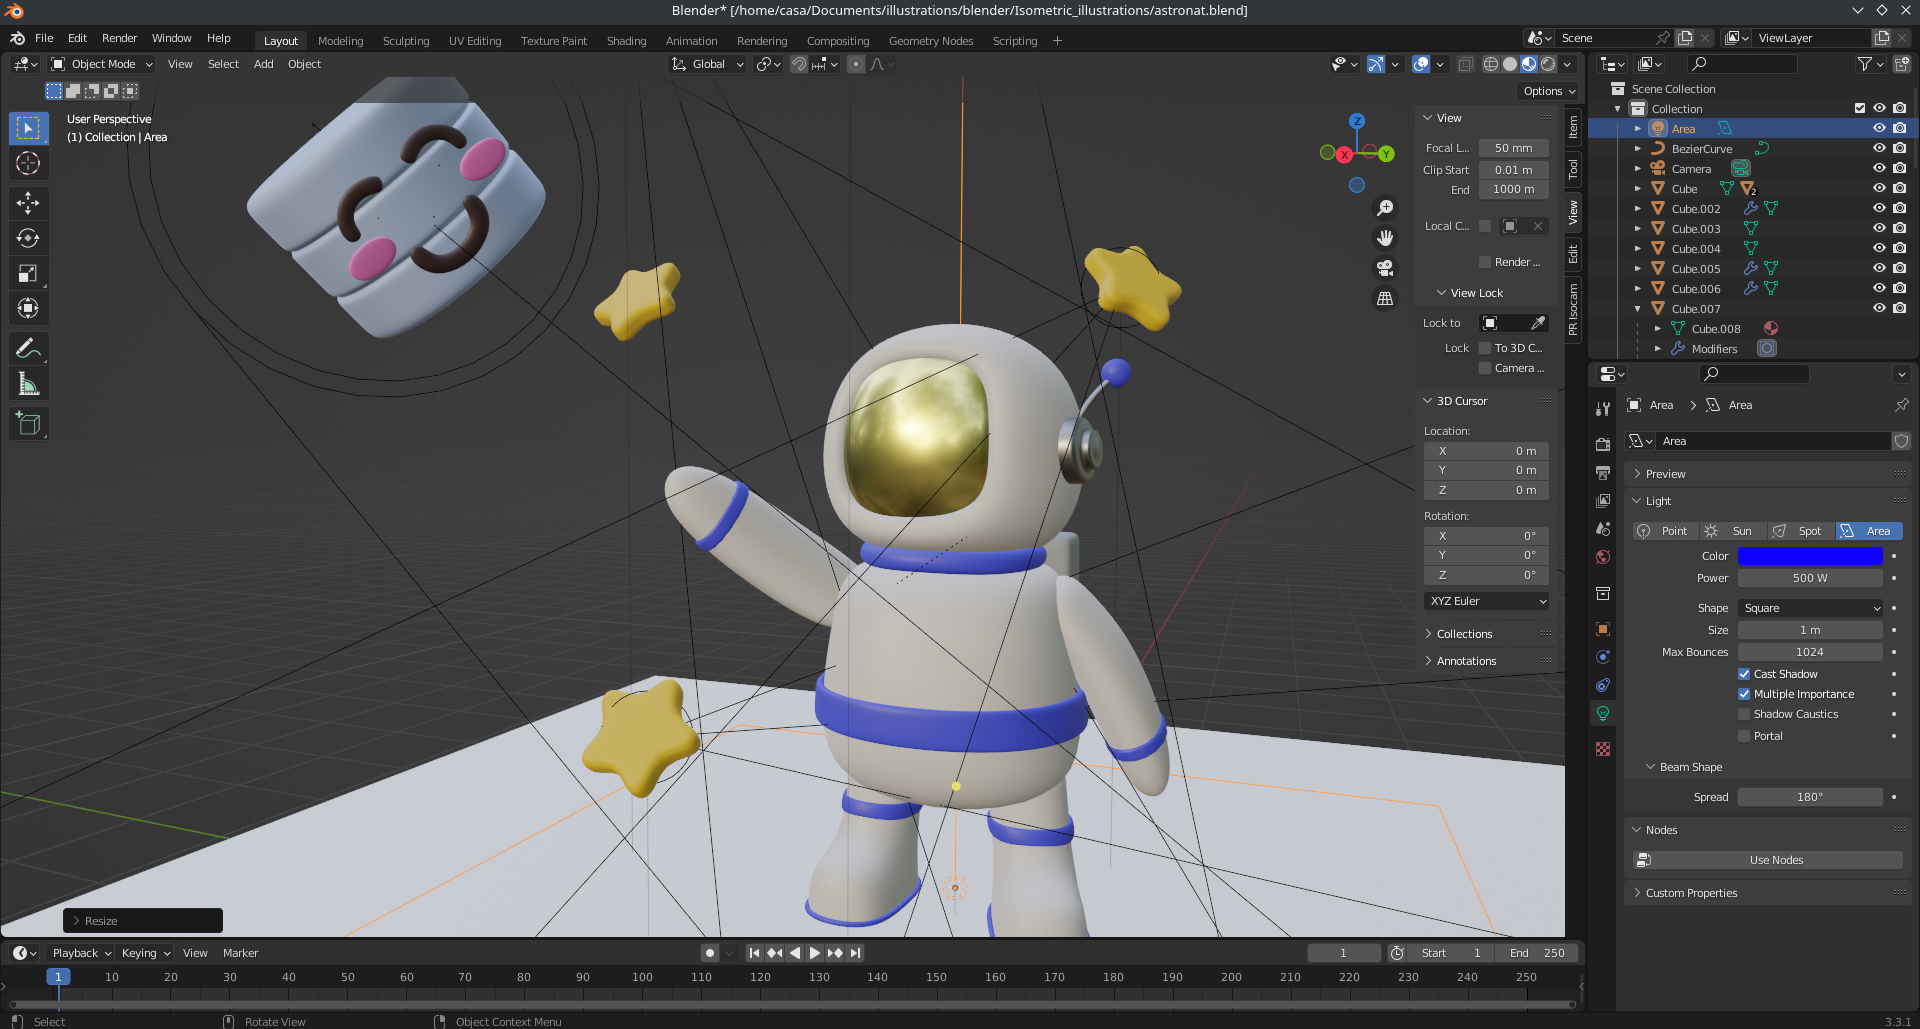 Blender* [/home/casa/Documents/illustrations/blender/Isometric_illustrations/astronat.blend]
File Edit Render Window Help Layout Modeling Sculpting UV Editing Texture Paint Shading Animation Rendering Compositing Geometry Nodes Scripting + Scene ViewLayer
Object Mode View Select Add Object Global
Options
User Perspective
(1) Collection | Area
Z
X
Y
View
Focal L... 50 mm
Clip Start 0.01 m
End 1000 m
Local C...
Render ...
View Lock
Lock to
Lock To 3D C...
Camera ...
3D Cursor
Location:
X 0 m
Y 0 m
Z 0 m
Rotation:
X 0°
Y 0°
Z 0°
XYZ Euler
Collections
Annotations
Item
Tool
View
Edit
PR Isocam
Scene Collection
Collection
Area
BezierCurve
Camera
Cube 2
Cube.002
Cube.003
Cube.004
Cube.005
Cube.006
Cube.007
Cube.008
Modifiers
Area > Area
Area
Preview
Light
Point Sun Spot Area
Color
Power 500 W
Shape Square
Size 1 m
Max Bounces 1024
Cast Shadow
Multiple Importance
Shadow Caustics
Portal
Beam Shape
Spread 180°
Nodes
Use Nodes
Custom Properties
Resize
Playback Keying View Marker 1 Start 1 End 250
1 10 20 30 40 50 60 70 80 90 100 110 120 130 140 150 160 170 180 190 200 210 220 230 240 250
Select Rotate View Object Context Menu 3.3.1